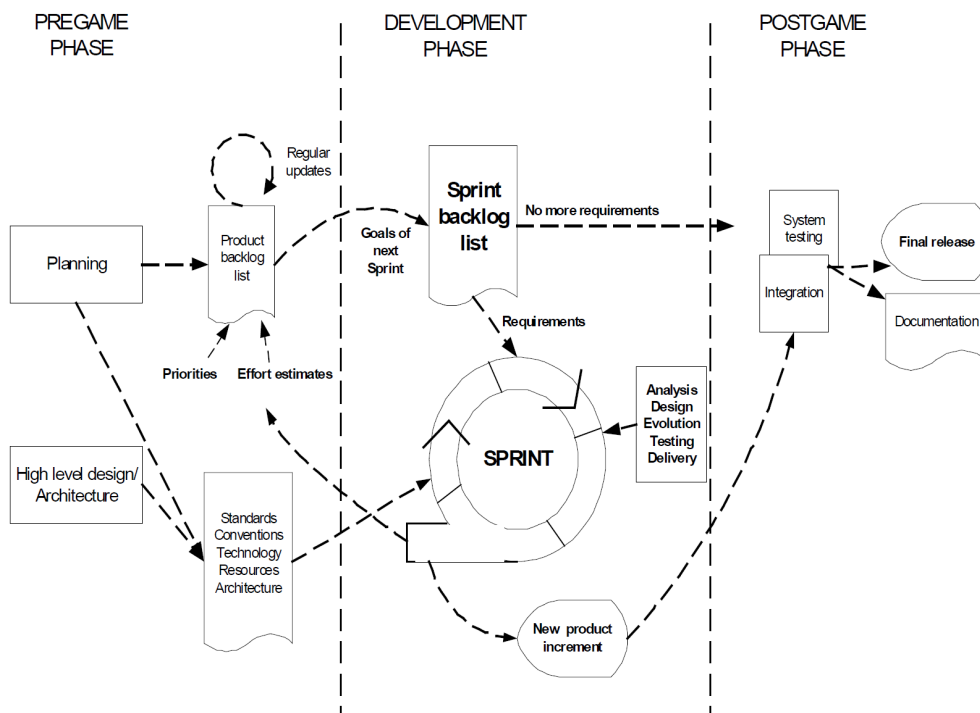 PREGAME
PHASE
DEVELOPMENT
PHASE
POSTGAME
PHASE
Regular
updates
Planning
Product
backlog
list
Goals of
next
Sprint
Sprint
backlog
list
No more requirements
System
testing
Integration
Final release
Documentation
Priorities
Effort estimates
Requirements
Analysis
Design
Evolution
Testing
Delivery
SPRINT
High level design/
Architecture
Standards
Conventions
Technology
Resources
Architecture
New product
increment